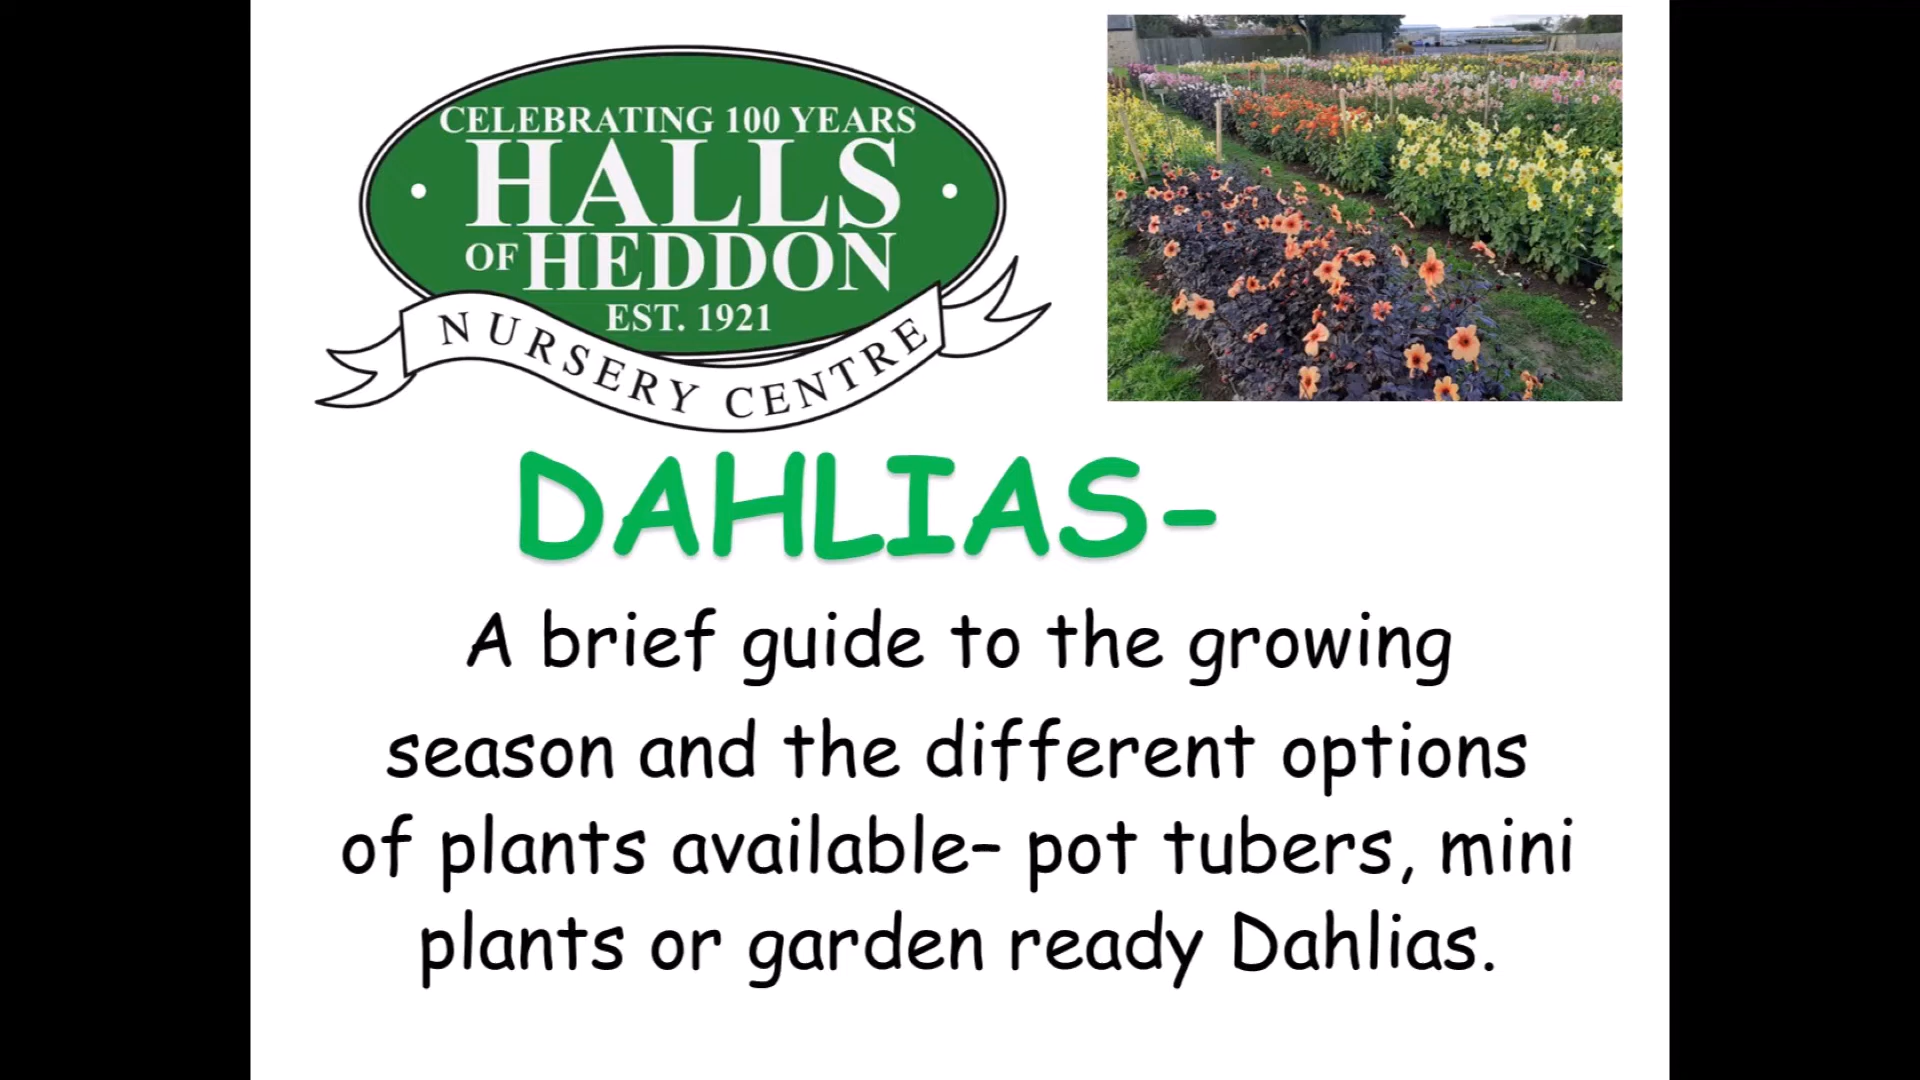 CELEBRATING 100 YEARS
HALLS
OF HEDDON
EST. 1921
NURSERY CENTRE
DAHLIAS-
A brief guide to the growing
season and the different options
of plants available- pot tubers, mini
plants or garden ready Dahlias.